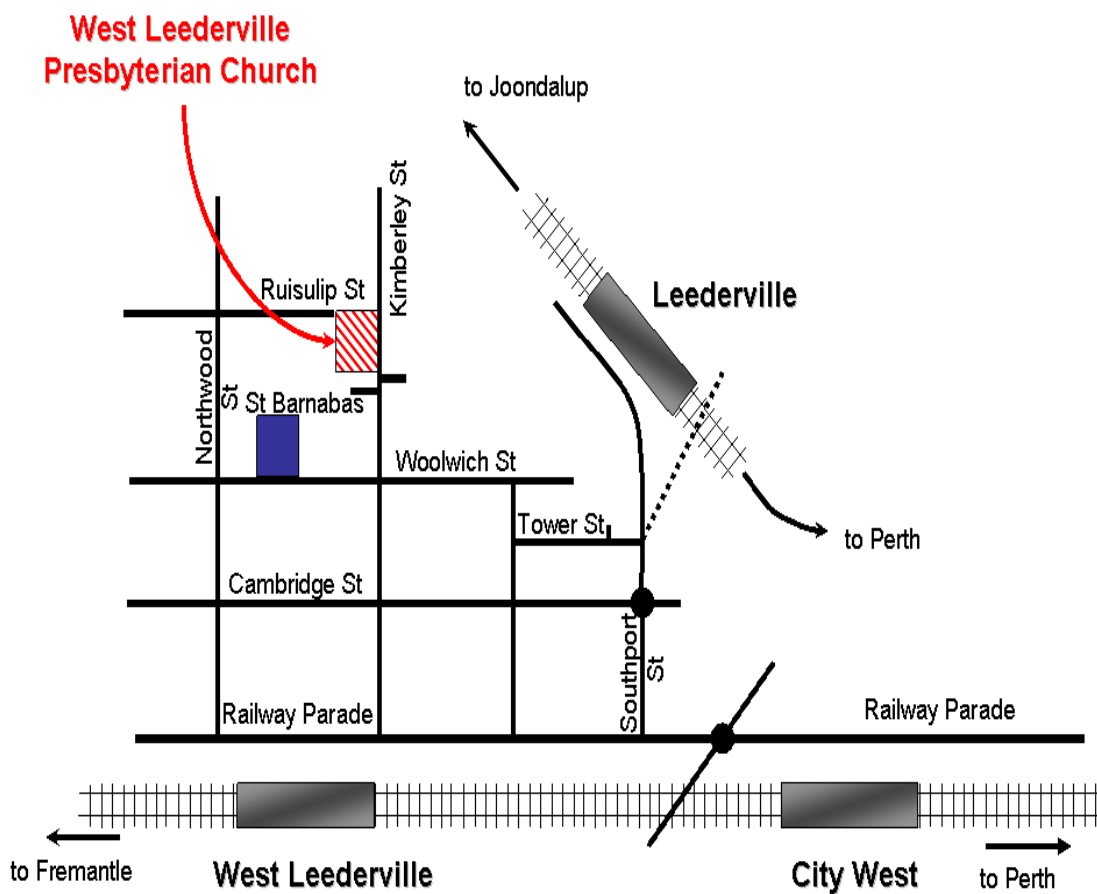 West Leederville
Presbyterian Church
to Joondalup
Kimberley St
Ruisulip St
Leederville
Northwood
St
St Barnabas
Woolwich St
Tower St
to Perth
Cambridge St
Southport
St
Railway Parade
Railway Parade
to Fremantle
West Leederville
City West
to Perth